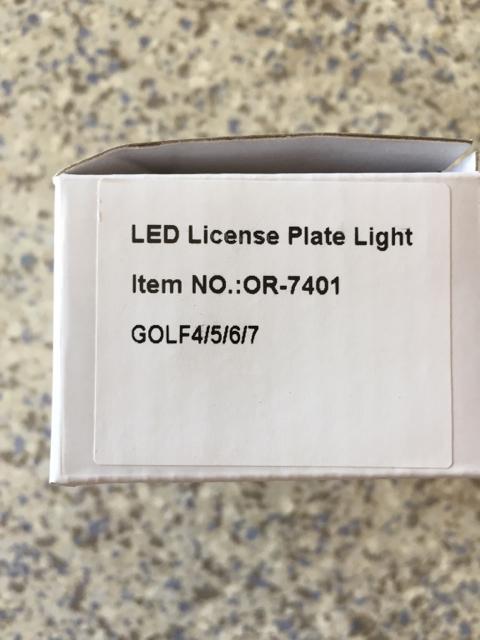 LED License Plate Light
Item NO.:OR-7401
GOLF4/5/6/7